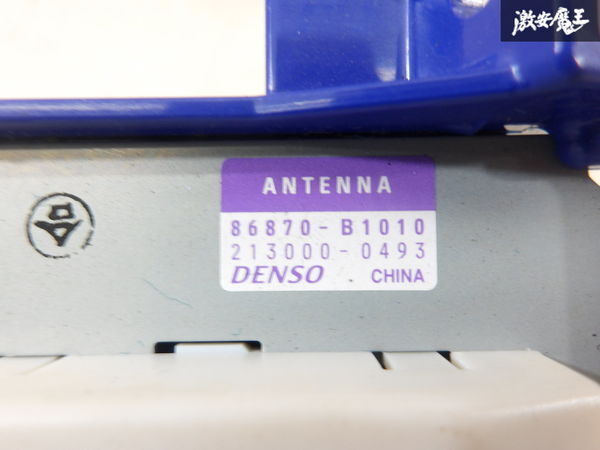 激安魔王
ANTENNA
86870-B1010
213000-0493
DENSO CHINA